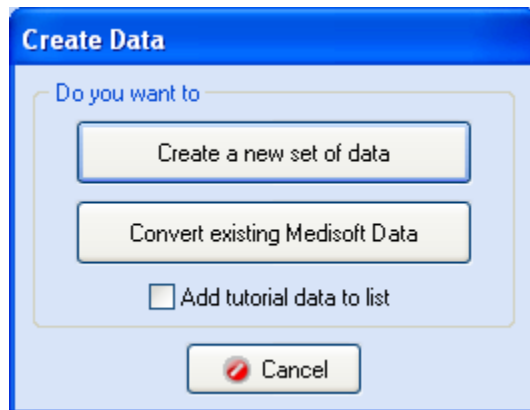 Create Data
Do you want to
Create a new set of data
Convert existing Medisoft Data
Add tutorial data to list
Cancel